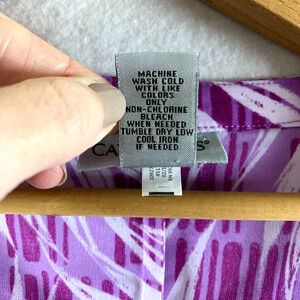 MACHINE
WASH COLD
WITH LIKE
COLORS
ONLY
NON-CHLORINE
BLEACH
WHEN NEEDED
TUMBLE DRY LOW
COOL IRON
IF NEEDED